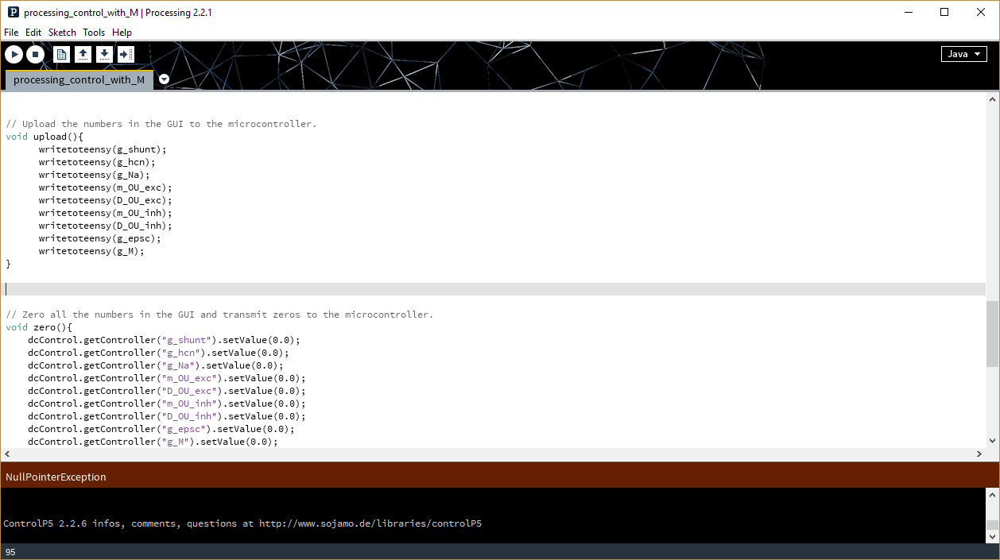 processing_control_with_M | Processing 2.2.1
File Edit Sketch Tools Help
Java
processing_control_with_M
// Upload the numbers in the GUI to the microcontroller.
void upload(){
writetoteensy(g_shunt);
writetoteensy(g_hcn);
writetoteensy(g_Na);
writetoteensy(m_OU_exc);
writetoteensy(D_OU_exc);
writetoteensy(m_OU_inh);
writetoteensy(D_OU_inh);
writetoteensy(g_epsc);
writetoteensy(g_M);
}
// Zero all the numbers in the GUI and transmit zeros to the microcontroller.
void zero(){
dcControl.getController("g_shunt").setValue(0.0);
dcControl.getController("g_hcn").setValue(0.0);
dcControl.getController("g_Na").setValue(0.0);
dcControl.getController("m_OU_exc").setValue(0.0);
dcControl.getController("D_OU_exc").setValue(0.0);
dcControl.getController("m_OU_inh").setValue(0.0);
dcControl.getController("D_OU_inh").setValue(0.0);
dcControl.getController("g_epsc").setValue(0.0);
dcControl.getController("g_M").setValue(0.0);
NullPointerException
ControlP5 2.2.6 infos, comments, questions at http://www.sojamo.de/libraries/controlP5
95